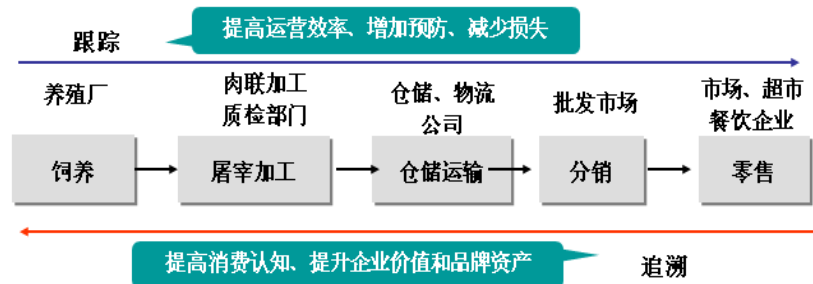 跟踪
提高运营效率、增加预防、减少损失
养殖厂
肉联加工
质检部门
仓储、物流
公司
批发市场
市场、超市
餐饮企业
饲养
屠宰加工
仓储运输
分销
零售
提高消费认知、提升企业价值和品牌资产
追溯